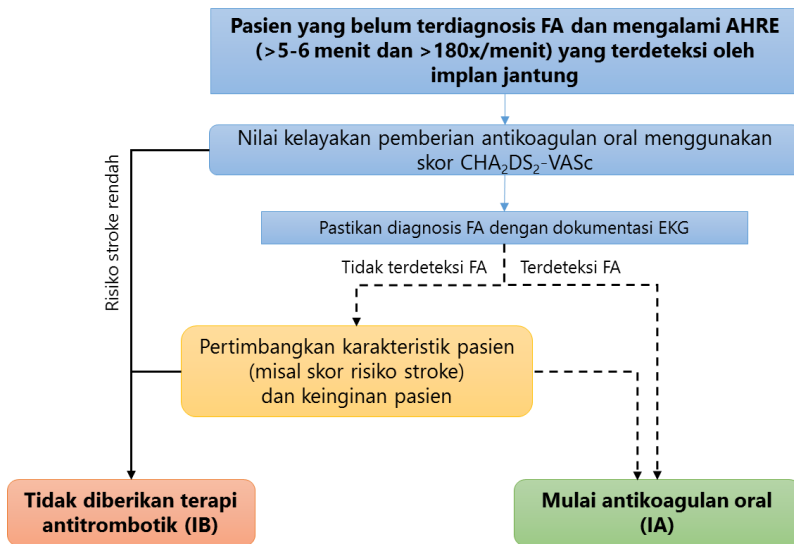 Pasien yang belum terdiagnosis FA dan mengalami AHRE
(>5-6 menit dan >180x/menit) yang terdeteksi oleh
implan jantung
Nilai kelayakan pemberian antikoagulan oral menggunakan
skor CHA₂DS₂-VASc
Risiko stroke rendah
Pastikan diagnosis FA dengan dokumentasi EKG
Tidak terdeteksi FA
Terdeteksi FA
Pertimbangkan karakteristik pasien
(misal skor risiko stroke)
dan keinginan pasien
Tidak diberikan terapi
antitrombotik (IB)
Mulai antikoagulan oral
(IA)